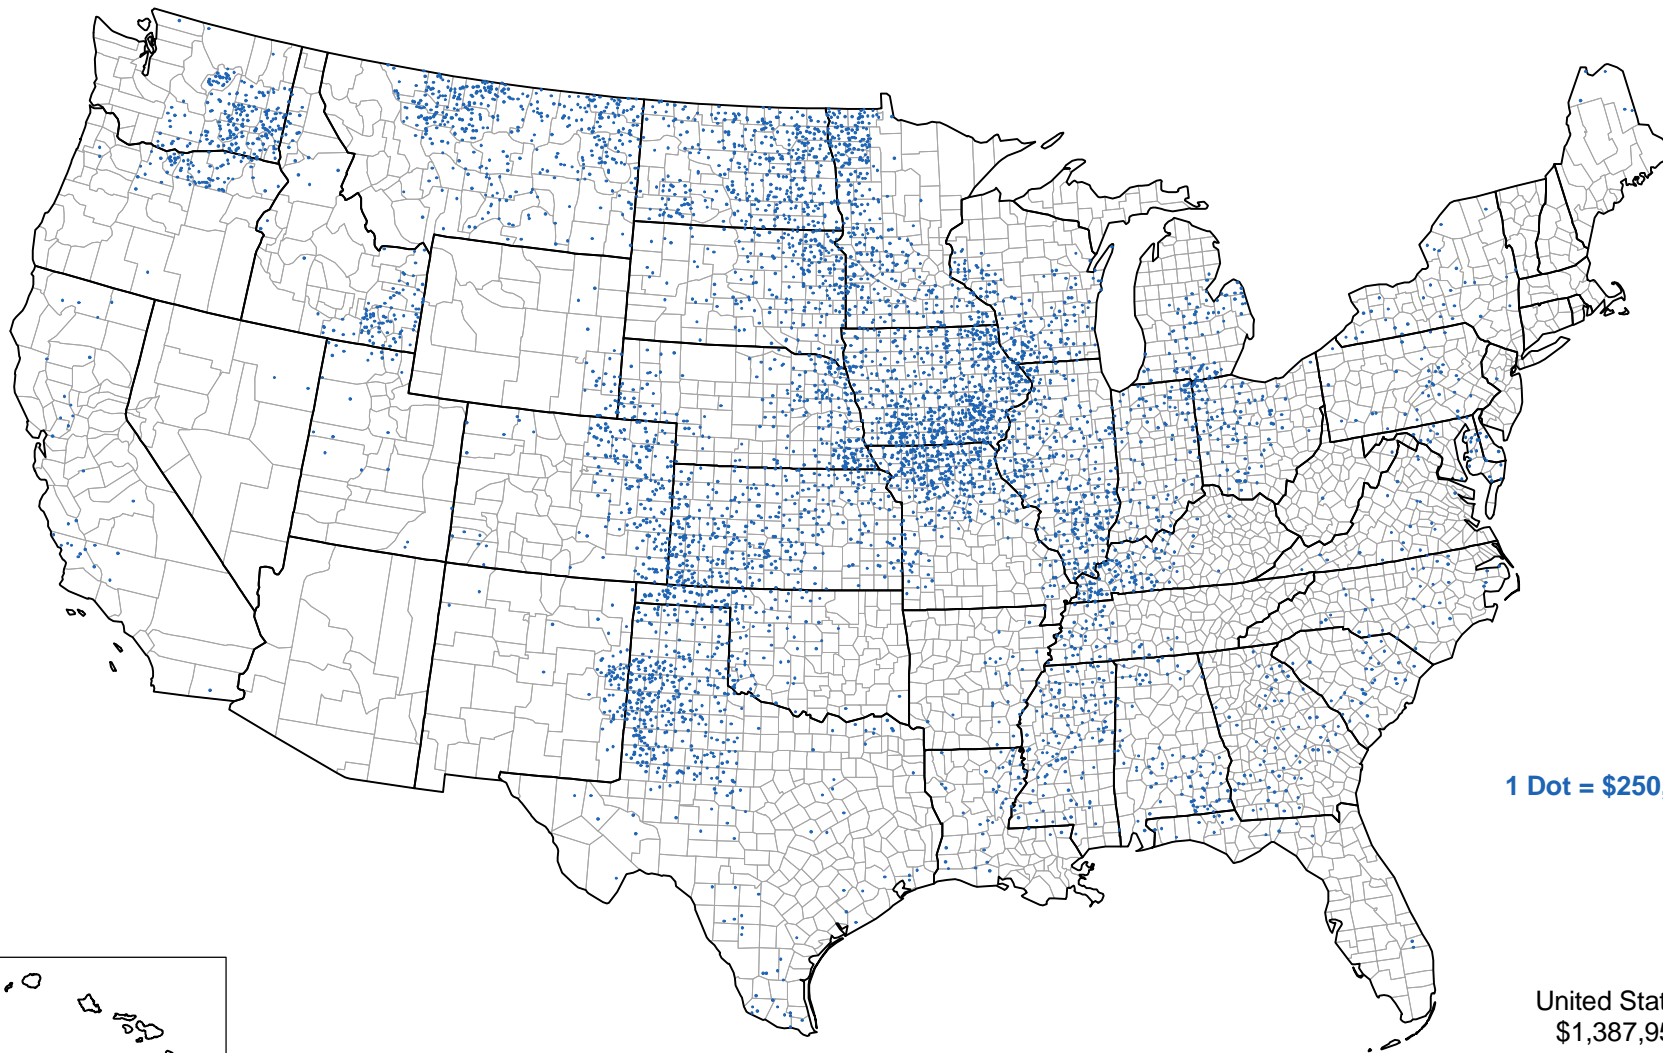 1 Dot = $250,
United Stat
$1,387,95